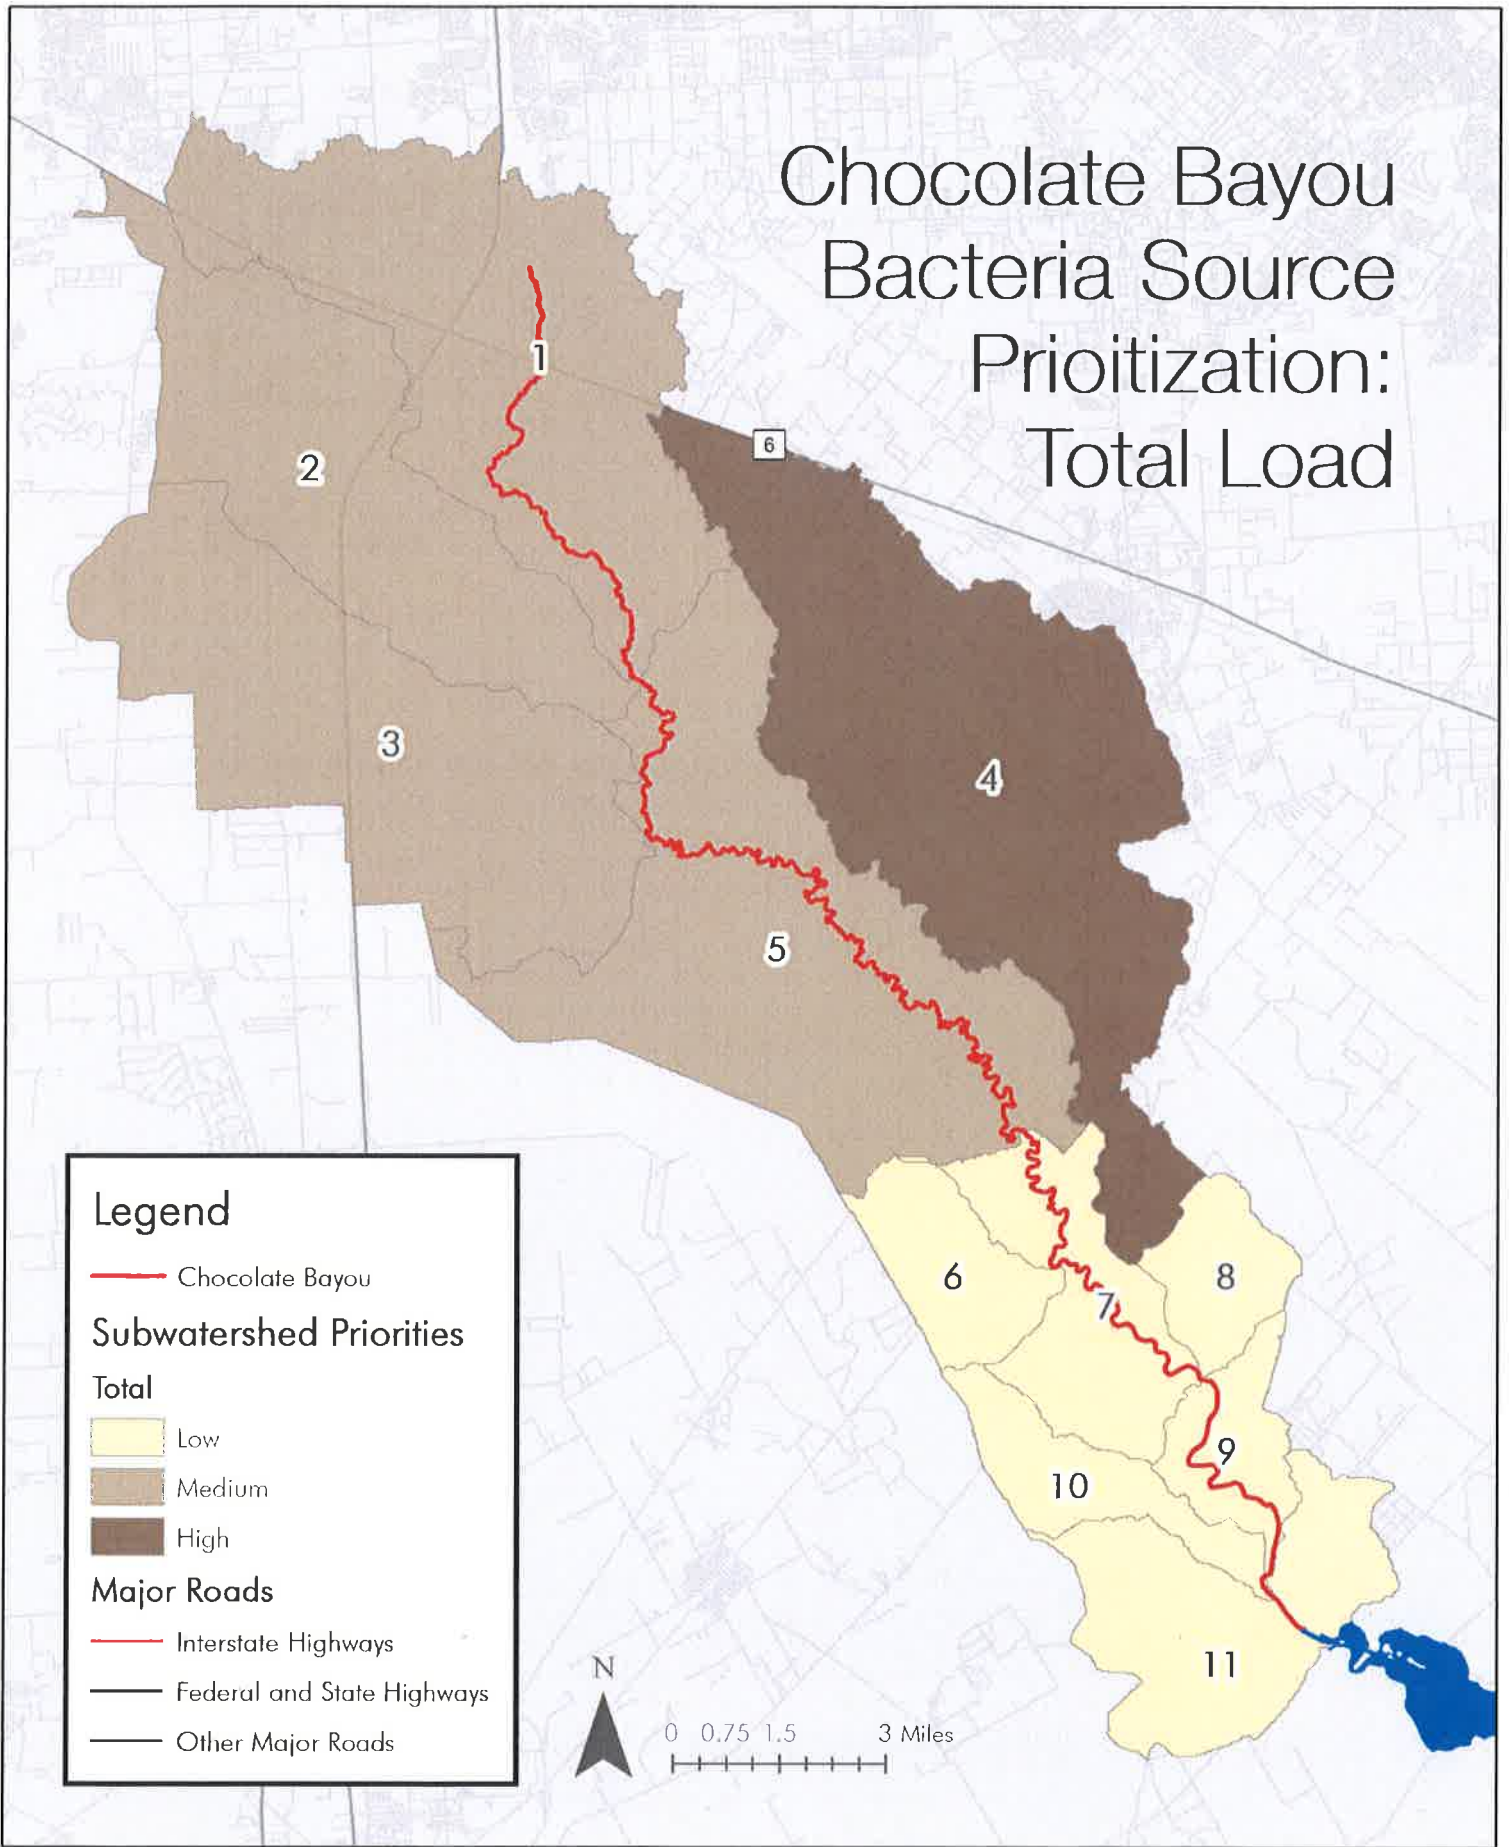 Chocolate Bayou
Bacteria Source
Prioitization:
Total Load
1
6
2
3
4
5
6
7
8
9
10
11
Legend
Chocolate Bayou
Subwatershed Priorities
Total
Low
Medium
High
Major Roads
Interstate Highways
Federal and State Highways
Other Major Roads
N
0 0.75 1.5 3 Miles